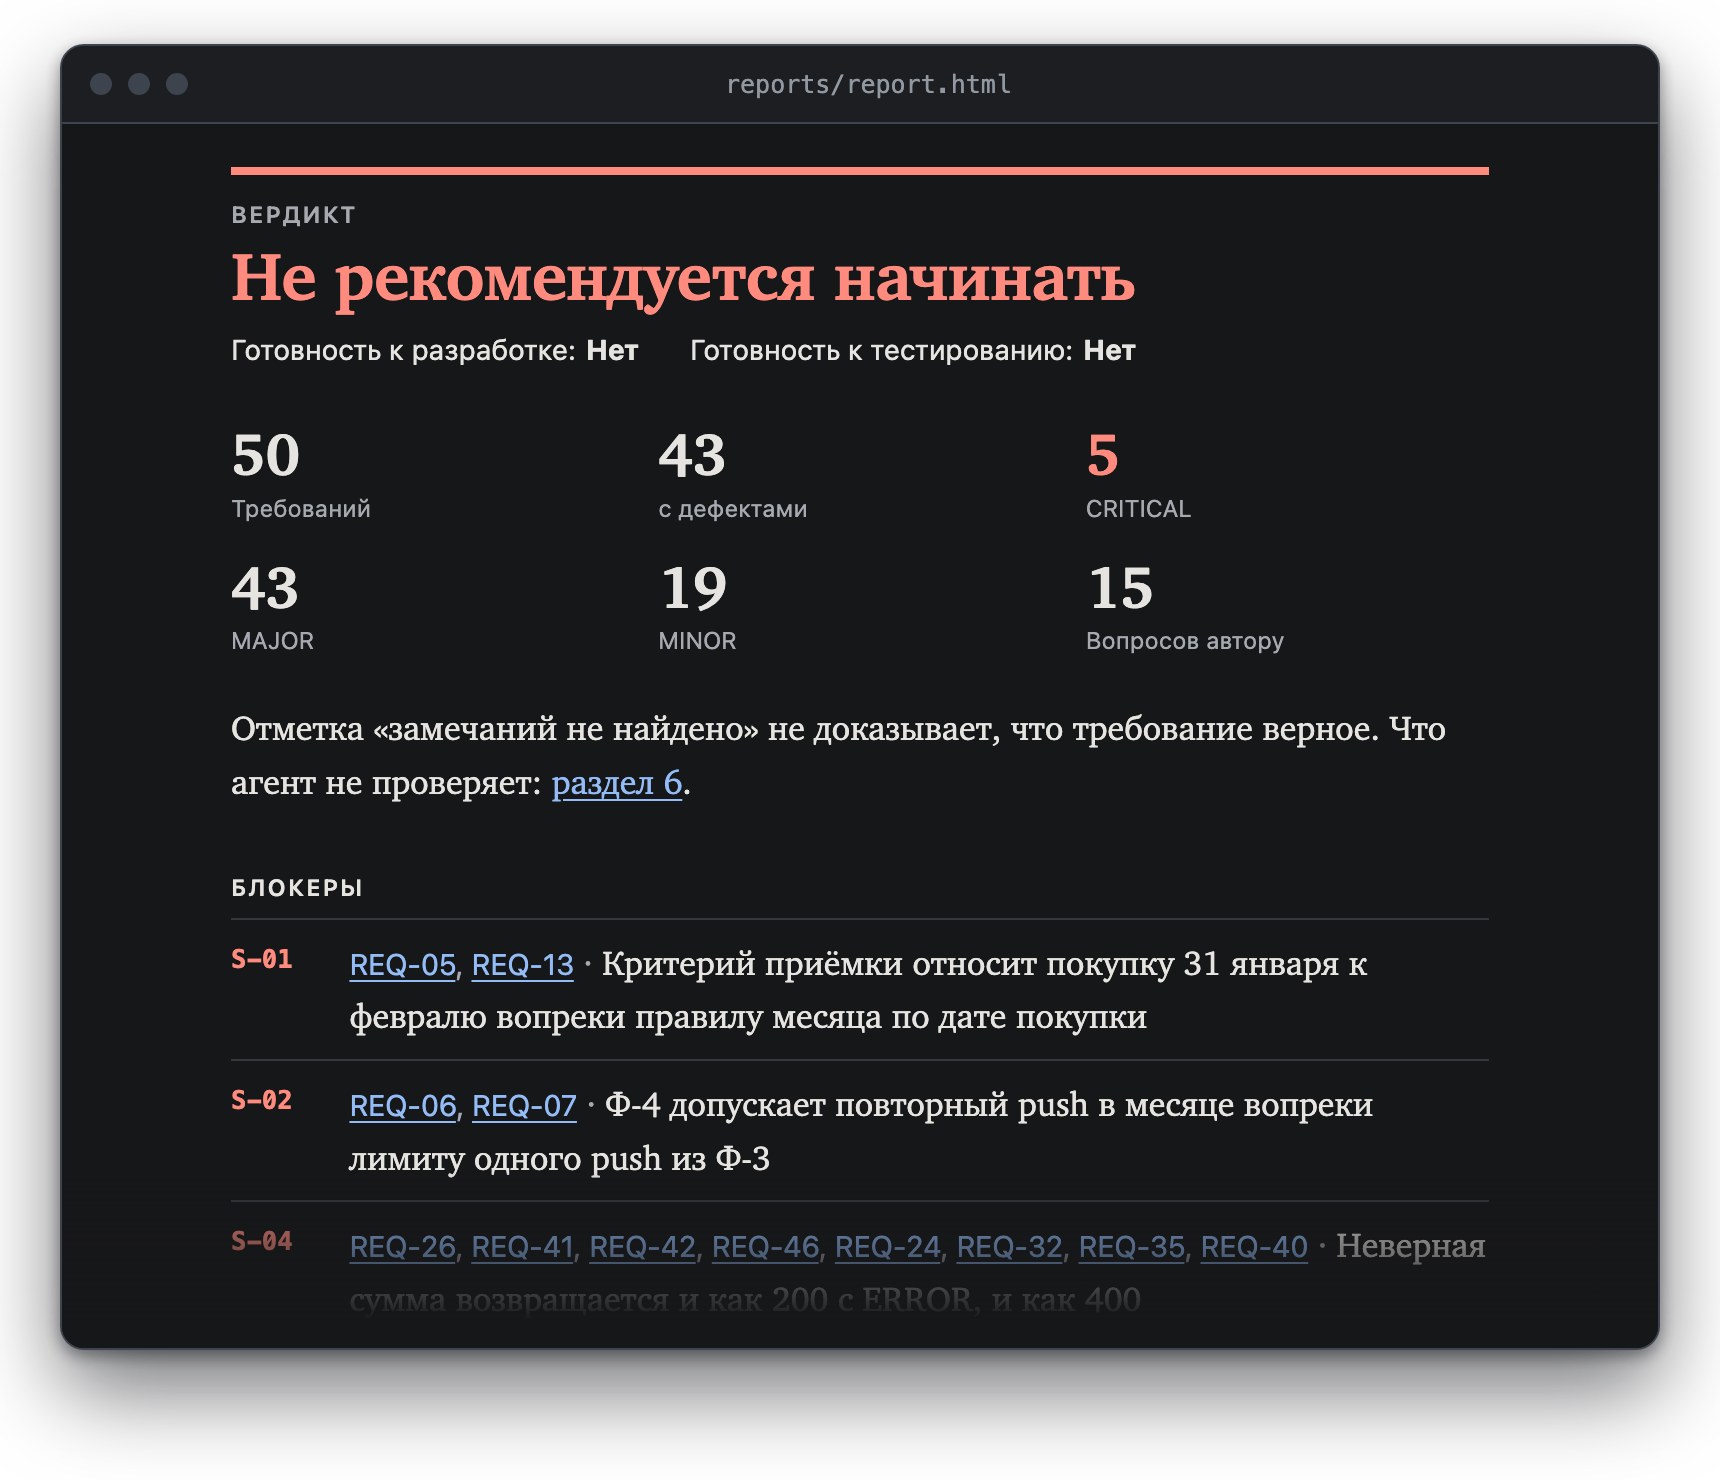 reports/report.html
ВЕРДИКТ
Не рекомендуется начинать
Готовность к разработке: Нет Готовность к тестированию: Нет
50 43 5
Требований с дефектами CRITICAL
43 19 15
MAJOR MINOR Вопросов автору
Отметка «замечаний не найдено» не доказывает, что требование верное. Что
агент не проверяет: раздел 6.
БЛОКЕРЫ
S-01 REQ-05, REQ-13 · Критерий приёмки относит покупку 31 января к
февралю вопреки правилу месяца по дате покупки
S-02 REQ-06, REQ-07 · Ф-4 допускает повторный push в месяце вопреки
лимиту одного push из Ф-3
S-04 REQ-26, REQ-41, REQ-42, REQ-46, REQ-24, REQ-32, REQ-35, REQ-40 · Неверная
сумма возвращается и как 200 с ERROR, и как 400